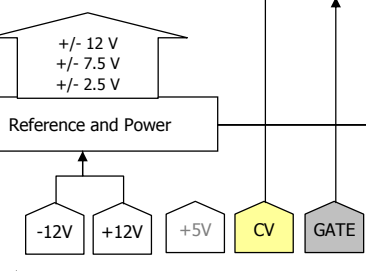 +/- 12 V
+/- 7.5 V
+/- 2.5 V
Reference and Power
-12V +12V +5V CV GATE